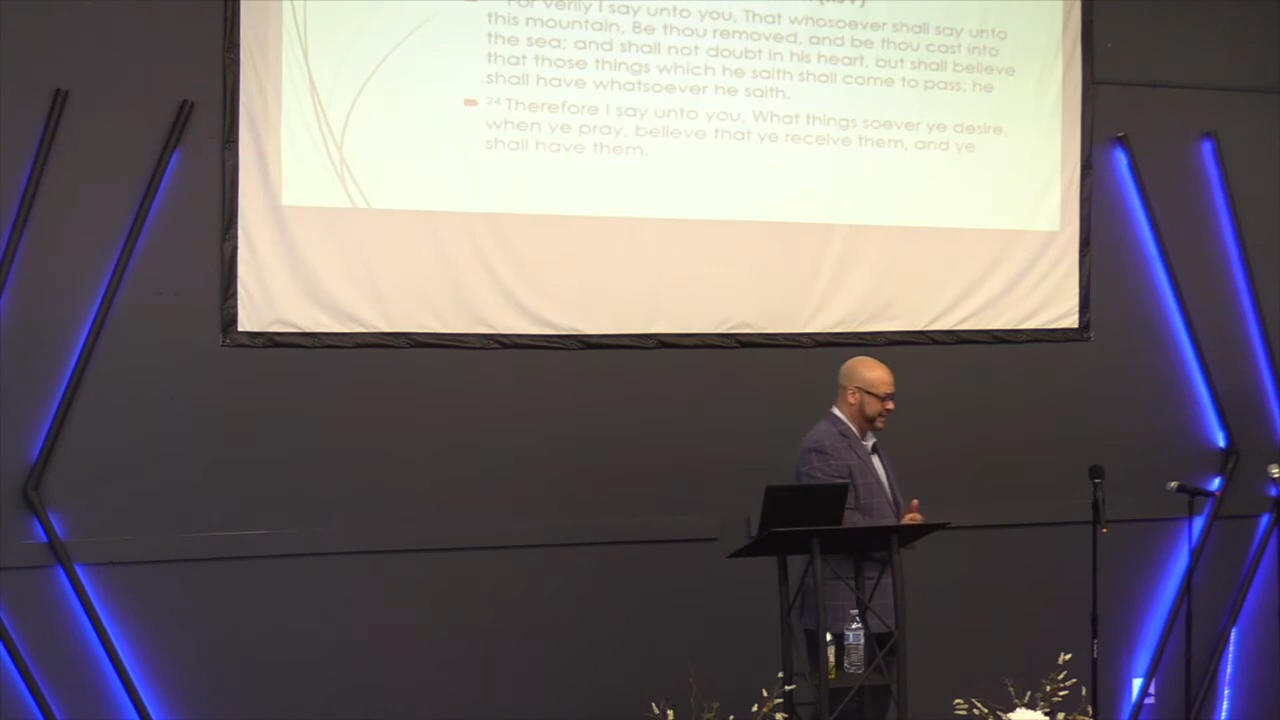 For verily I say unto you, That whosoever shall say unto
this mountain, Be thou removed, and be thou cast into
the sea; and shall not doubt in his heart, but shall believe
that those things which he saith shall come to pass; he
shall have whatsoever he saith.
24 Therefore I say unto you, What things soever ye desire,
when ye pray, believe that ye receive them, and ye
shall have them.